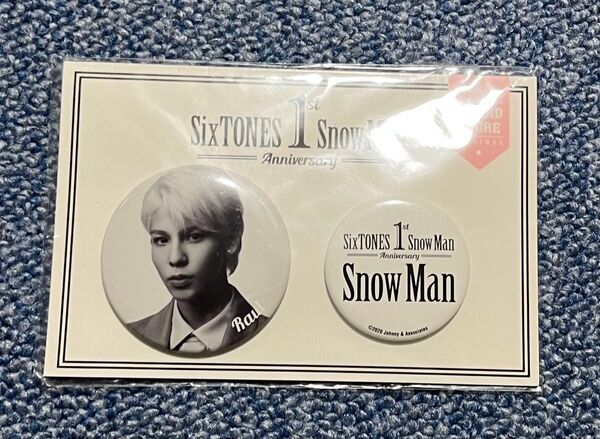 SixTONES 1st Snow Man
Anniversary
Raul
SixTONES 1st Snow Man
Anniversary
Snow Man
©2020 Johnny & Associates